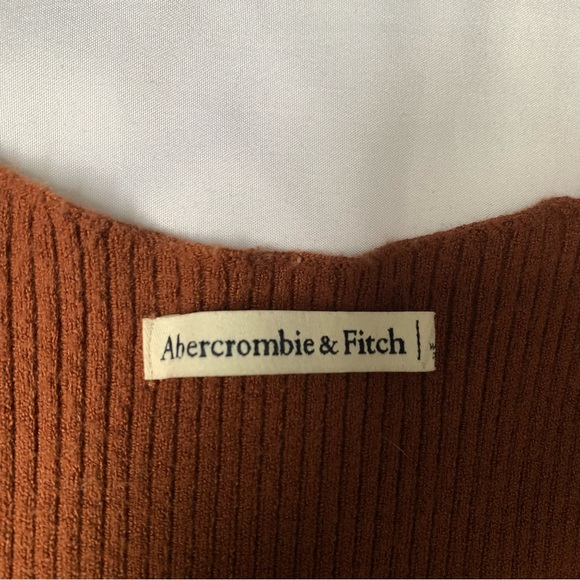 Abercrombie & Fitch |